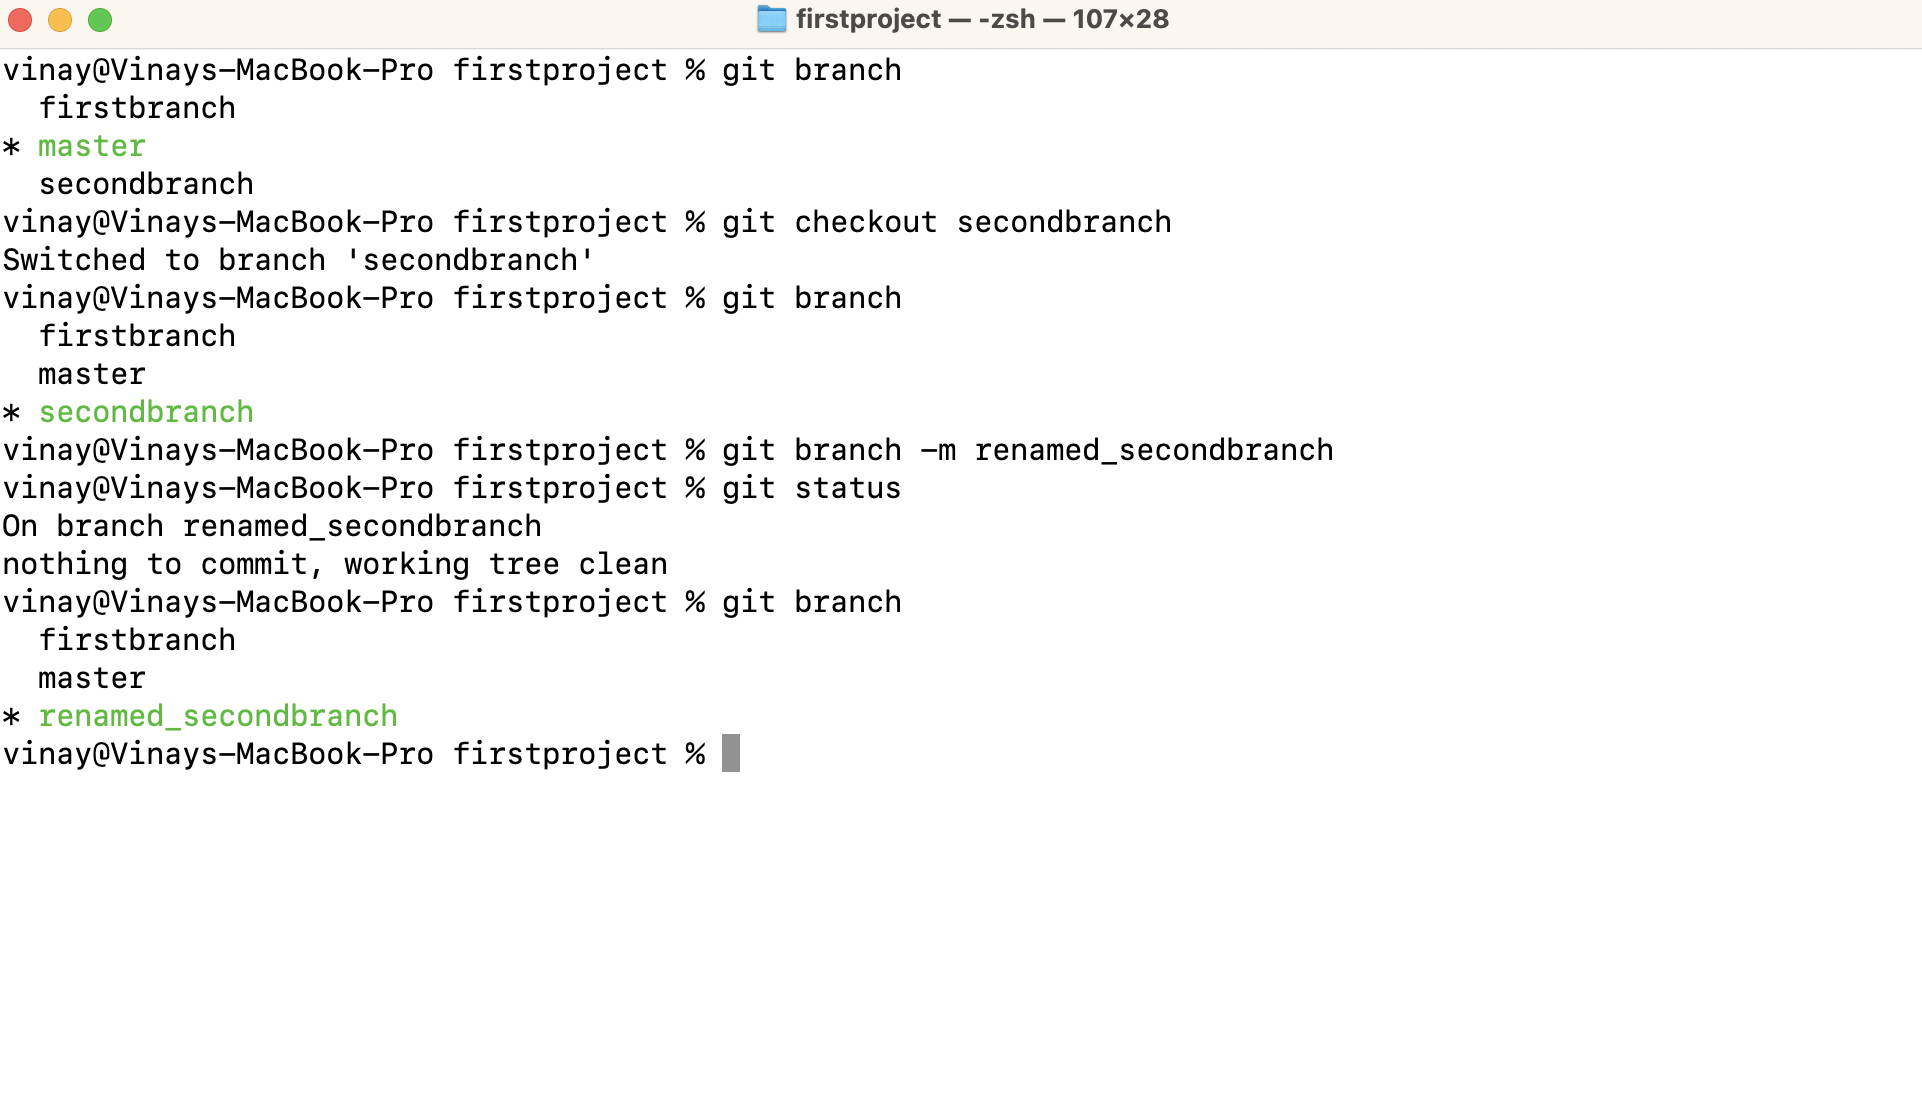 firstproject — -zsh — 107×28
vinay@Vinays-MacBook-Pro firstproject % git branch
  firstbranch
* master
  secondbranch
vinay@Vinays-MacBook-Pro firstproject % git checkout secondbranch
Switched to branch 'secondbranch'
vinay@Vinays-MacBook-Pro firstproject % git branch
  firstbranch
  master
* secondbranch
vinay@Vinays-MacBook-Pro firstproject % git branch -m renamed_secondbranch
vinay@Vinays-MacBook-Pro firstproject % git status
On branch renamed_secondbranch
nothing to commit, working tree clean
vinay@Vinays-MacBook-Pro firstproject % git branch
  firstbranch
  master
* renamed_secondbranch
vinay@Vinays-MacBook-Pro firstproject %